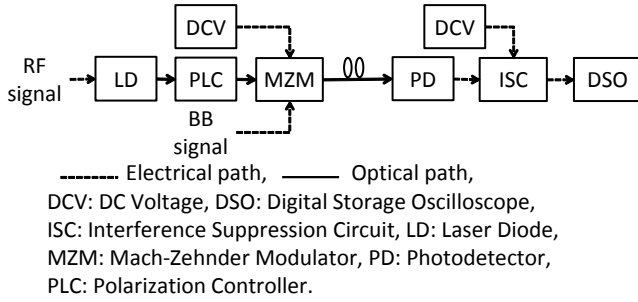 DCV
DCV
RF
signal
LD
PLC
MZM
PD
ISC
DSO
BB
signal
Electrical path, Optical path,
DCV: DC Voltage, DSO: Digital Storage Oscilloscope,
ISC: Interference Suppression Circuit, LD: Laser Diode,
MZM: Mach-Zehnder Modulator, PD: Photodetector,
PLC: Polarization Controller.